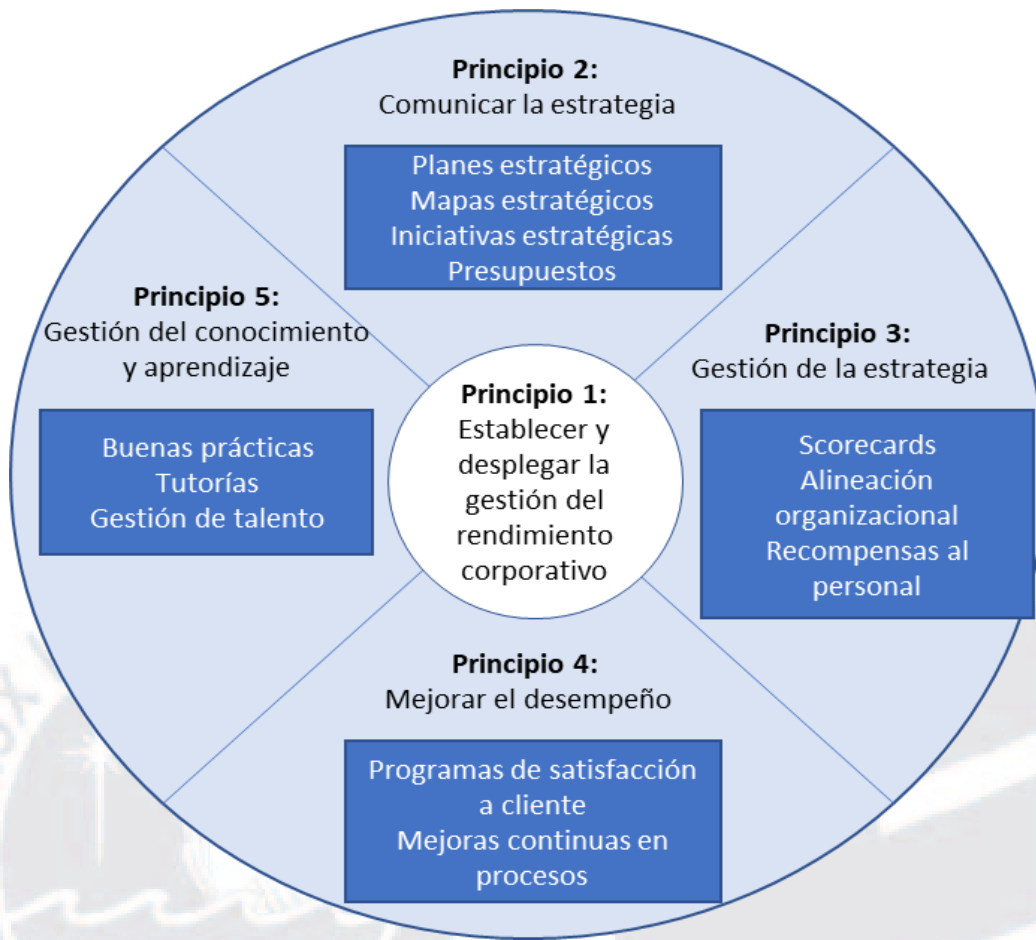 Principio 2:
Comunicar la estrategia
Planes estratégicos
Mapas estratégicos
Iniciativas estratégicas
Presupuestos
Principio 5:
Gestión del conocimiento
y aprendizaje
Buenas prácticas
Tutorías
Gestión de talento
Principio 1:
Establecer y
desplegar la
gestión del
rendimiento
corporativo
Principio 3:
Gestión de la estrategia
Scorecards
Alineación
organizacional
Recompensas al
personal
Principio 4:
Mejorar el desempeño
Programas de satisfacción
a cliente
Mejoras continuas en
procesos